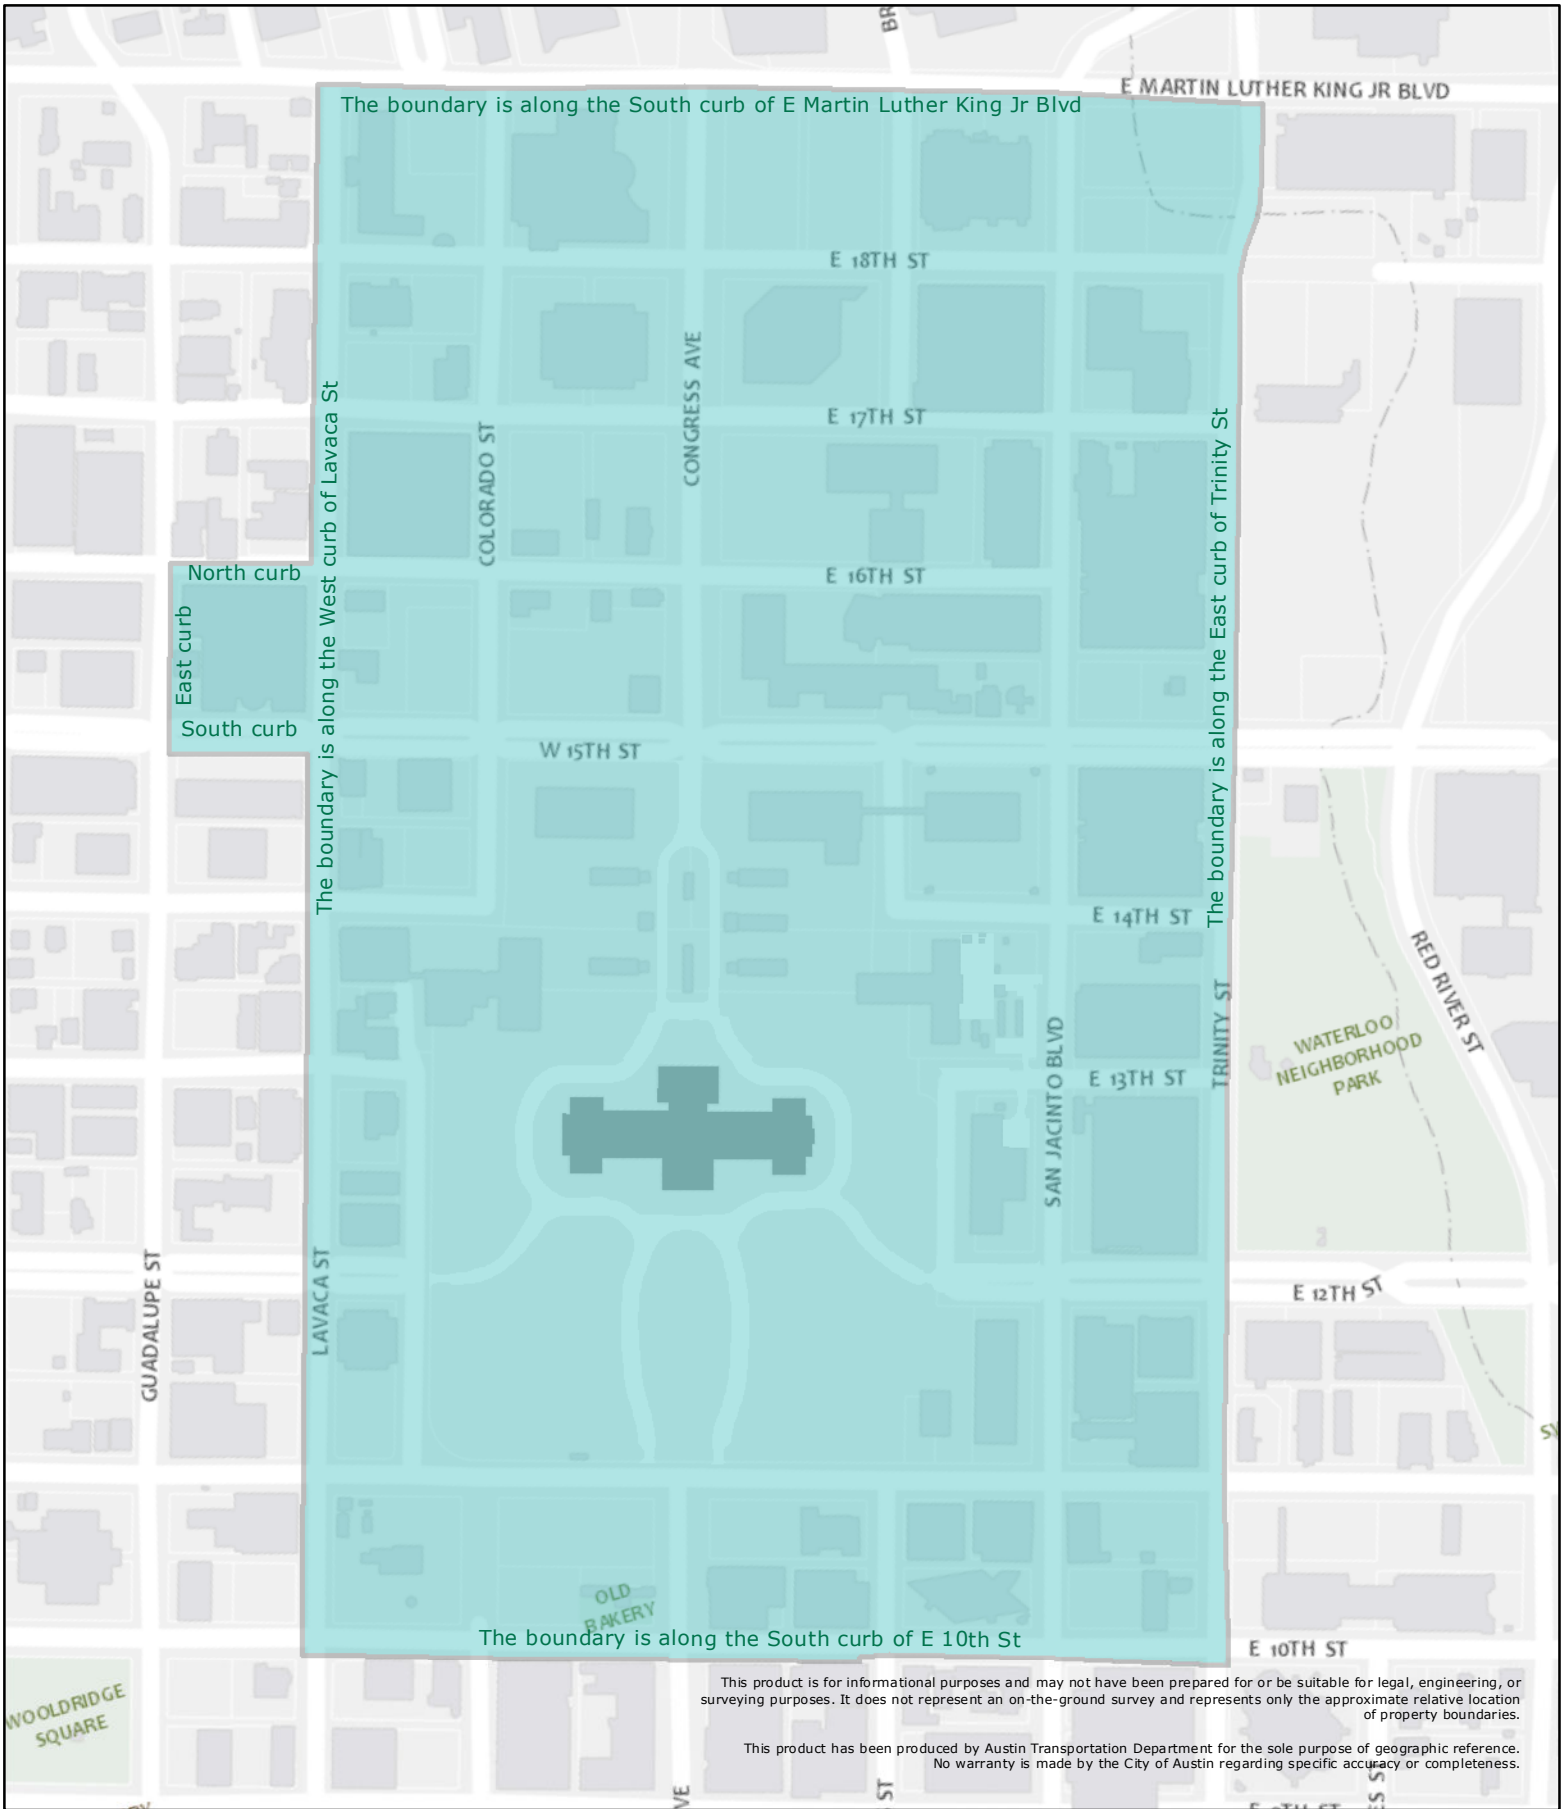 BR
E MARTIN LUTHER KING JR BLVD
The boundary is along the South curb of E Martin Luther King Jr Blvd
E 18TH ST
CONGRESS AVE
The boundary is along the West curb of Lavaca St
E 17TH ST
The boundary is along the East curb of Trinity St
COLORADO ST
North curb
E 16TH ST
East curb
South curb
W 15TH ST
E 14TH ST
RED RIVER ST
TRINITY ST
WATERLOO
NEIGHBORHOOD
PARK
SAN JACINTO BLVD
E 13TH ST
GUADALUPE ST
LAVACA ST
E 12TH ST
OLD
BAKERY
The boundary is along the South curb of E 10th St
E 10TH ST
WOOLDRIDGE
SQUARE
This product is for informational purposes and may not have been prepared for or be suitable for legal, engineering, or
surveying purposes. It does not represent an on-the-ground survey and represents only the approximate relative location
of property boundaries.
This product has been produced by Austin Transportation Department for the sole purpose of geographic reference.
No warranty is made by the City of Austin regarding specific accuracy or completeness.
VE
ST
ES ST